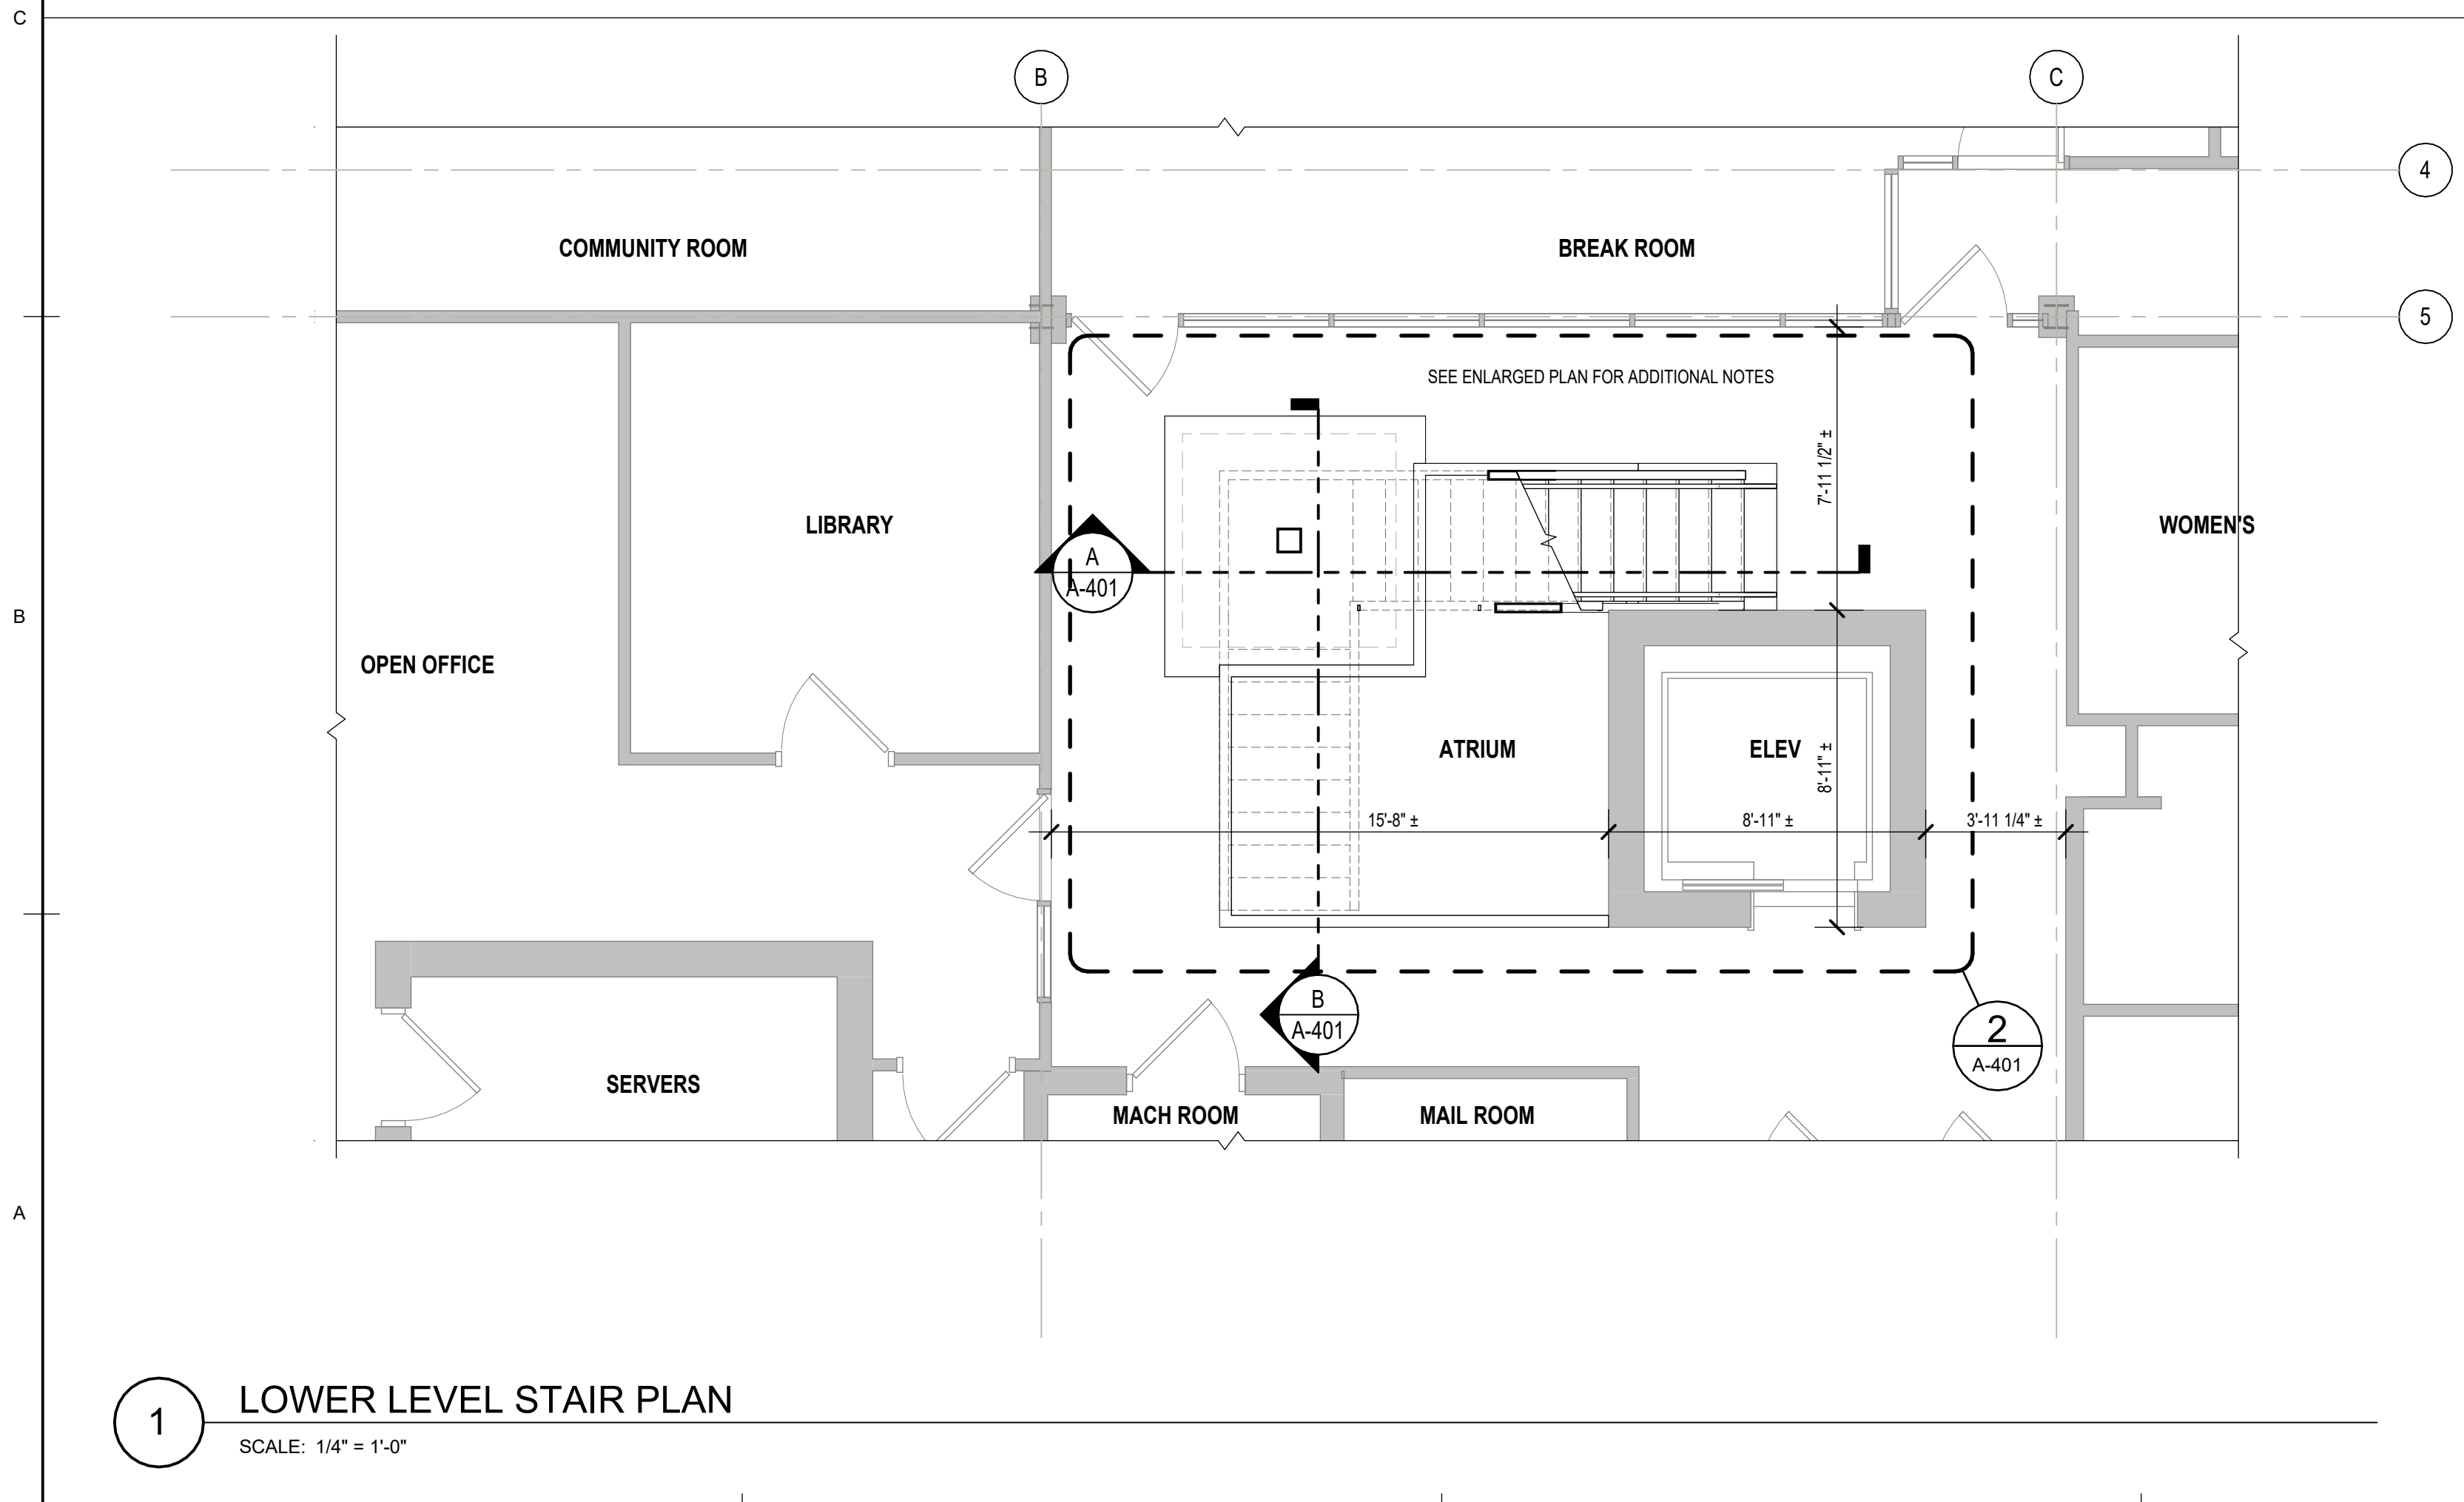 C
B
C
4
COMMUNITY ROOM
BREAK ROOM
5
SEE ENLARGED PLAN FOR ADDITIONAL NOTES
7'-11 1/2" ±
LIBRARY
WOMEN'S
A
A-401
B
OPEN OFFICE
ATRIUM
ELEV
8'-11" ±
15'-8" ±
8'-11" ±
3'-11 1/4" ±
B
A-401
2
A-401
SERVERS
MACH ROOM
MAIL ROOM
A
1
LOWER LEVEL STAIR PLAN
SCALE: 1/4" = 1'-0"